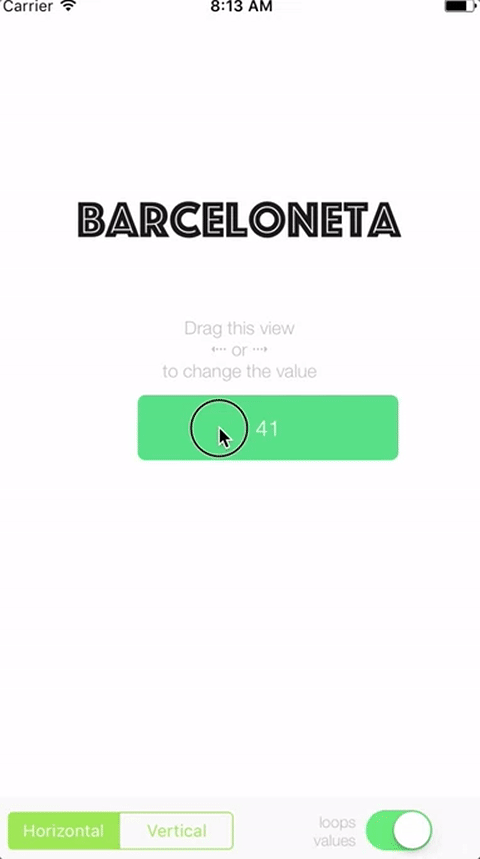 Carrier 8:13 AM
BARCELONETA
Drag this view
⇠ or ⇢
to change the value
41
Horizontal Vertical loops
values